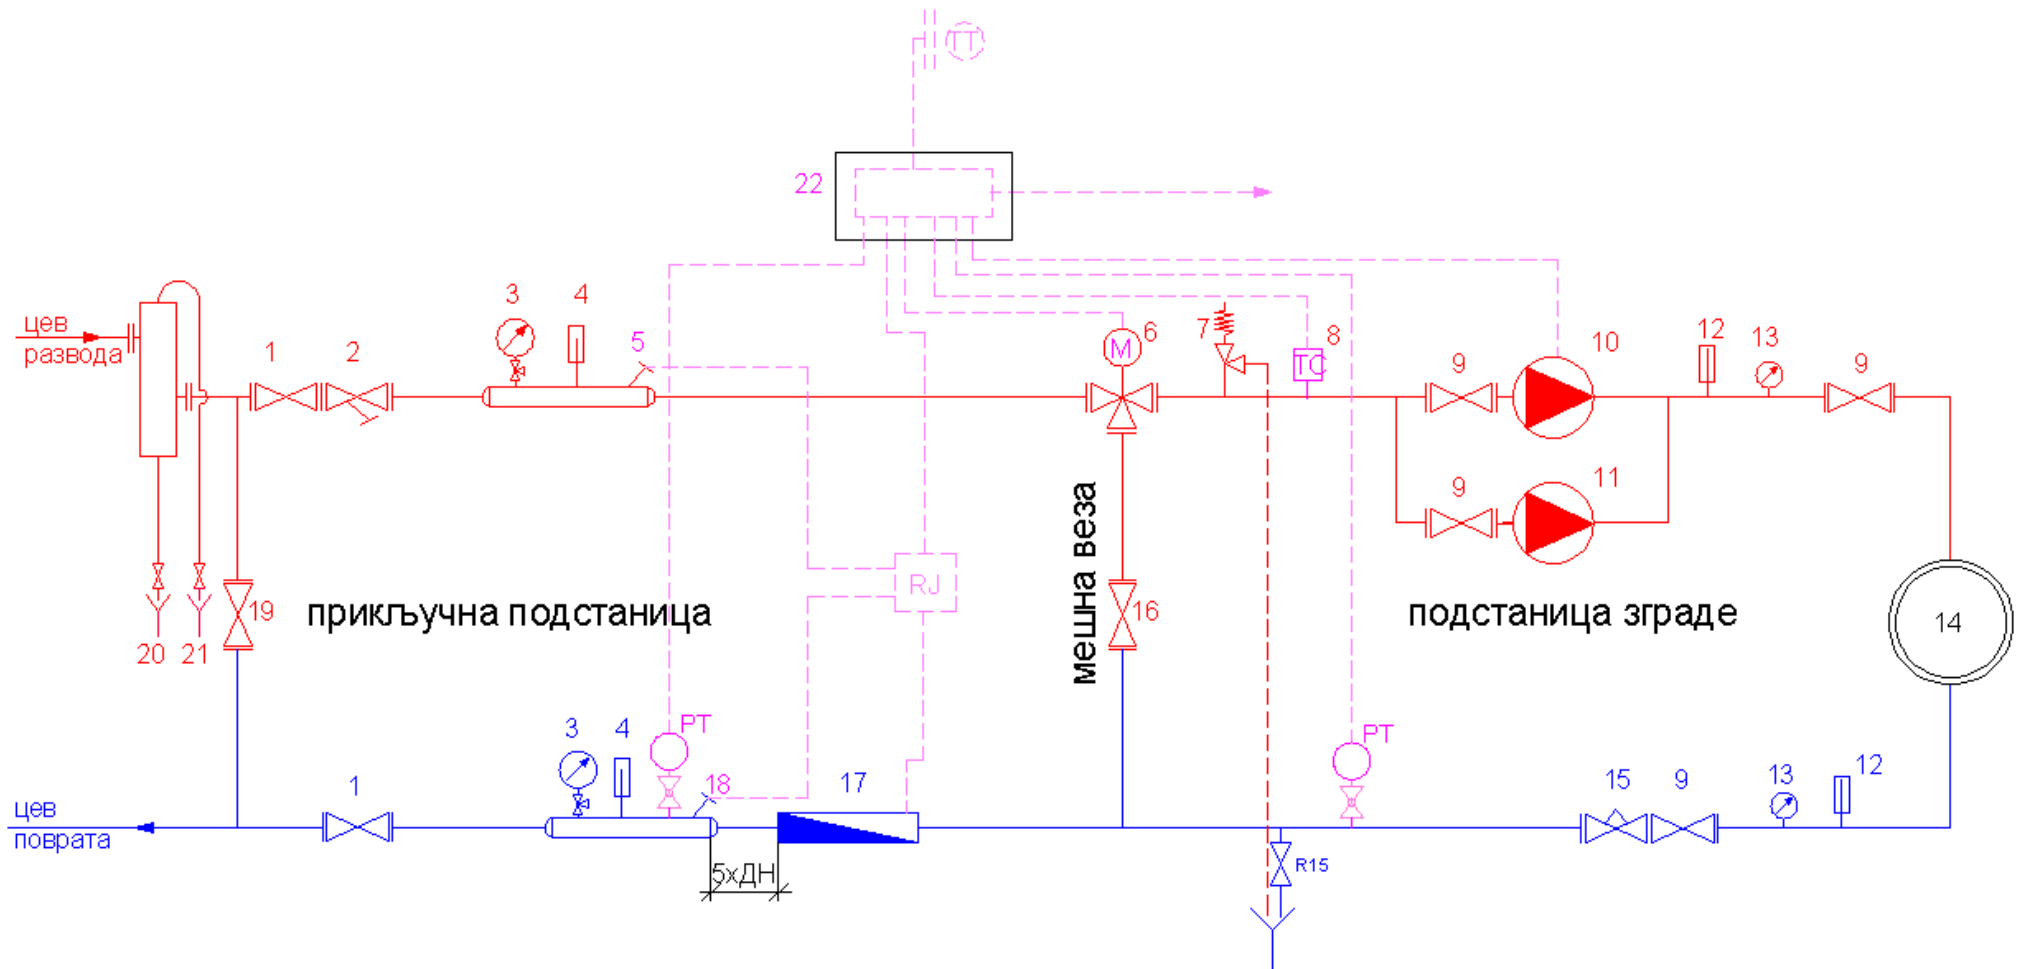 TT
22
цев
развода
1
2
3
4
5
M
6
7
8
TC
9
10
12
13
9
9
11
мешна веза
RJ
прикључна подстаница
подстаница зграде
19
16
14
20
21
3
4
PT
18
17
PT
1
15
9
13
12
цев
поврата
5хДН
R15